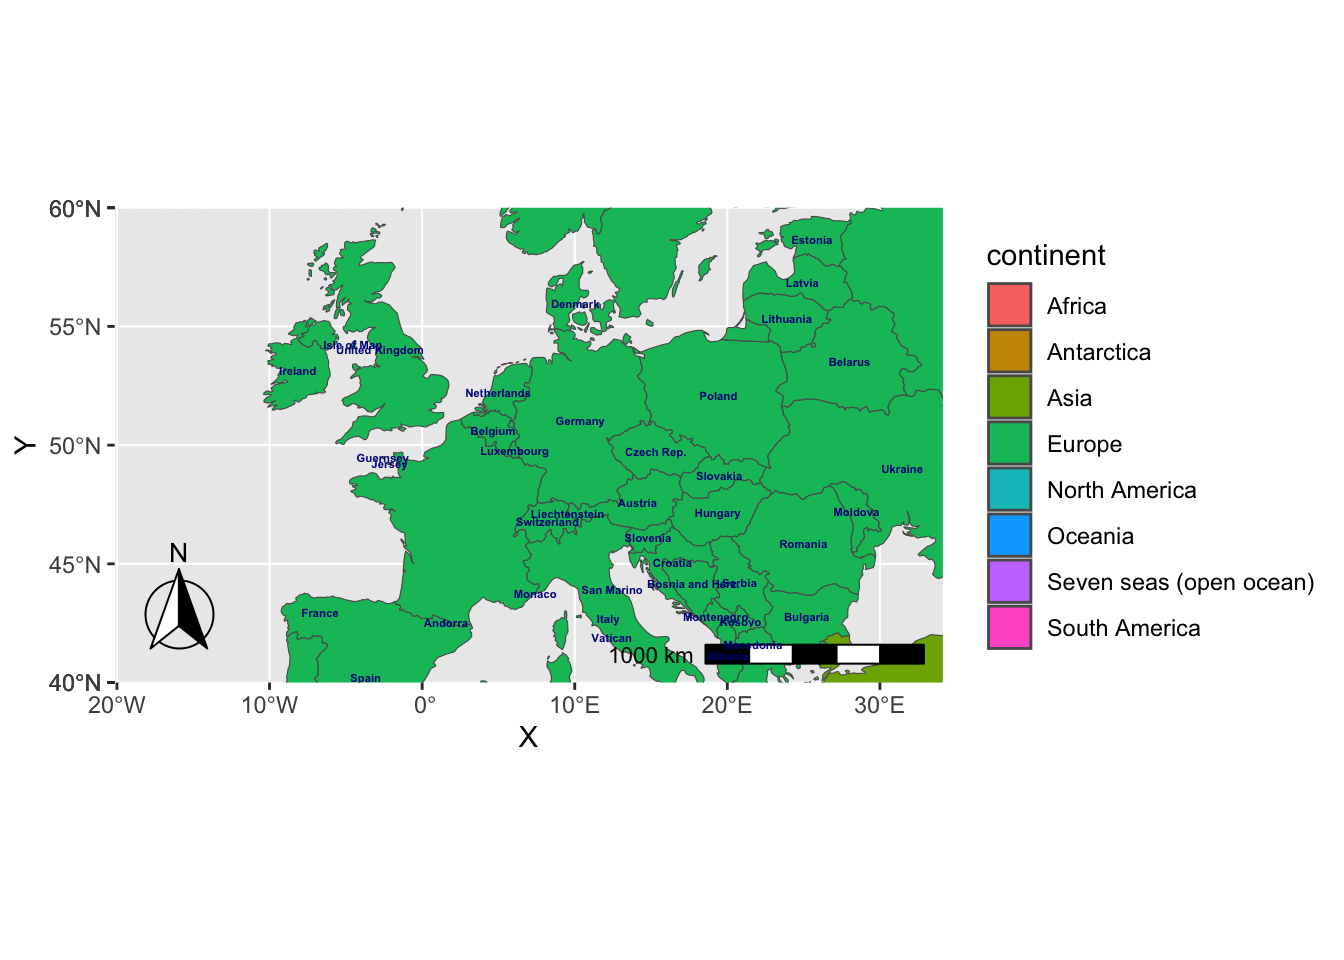 60°N
55°N
50°N
45°N
40°N
20°W
10°W
0°
10°E
20°E
30°E
X
Y
N
1000 km
Estonia
Latvia
Denmark
Lithuania
Isle of Man
United Kingdom
Belarus
Ireland
Netherlands
Poland
Germany
Belgium
Luxembourg
Czech Rep.
Guernsey
Jersey
Ukraine
Slovakia
Austria
Liechtenstein
Hungary
Moldova
Switzerland
Slovenia
Romania
Croatia
Bosnia and Herz.
Serbia
San Marino
Monaco
France
Italy
Montenegro
Kosovo
Bulgaria
Andorra
Vatican
Macedonia
Albania
Spain
continent
Africa
Antarctica
Asia
Europe
North America
Oceania
Seven seas (open ocean)
South America